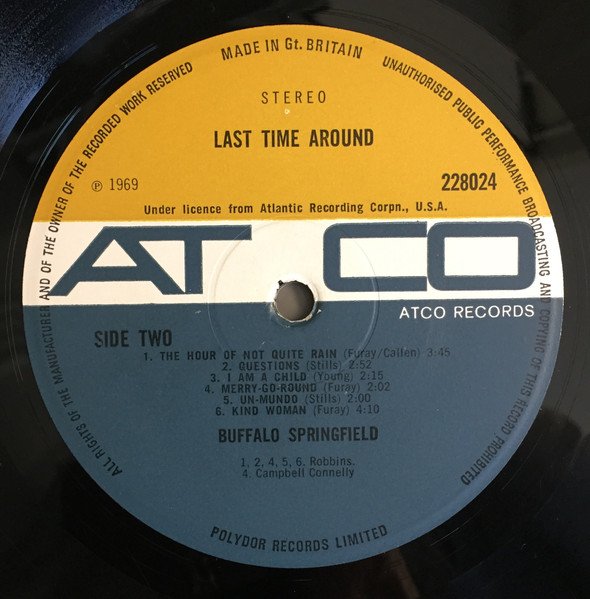 MADE IN Gt. BRITAIN
UNAUTHORISED PUBLIC PERFORMANCE BROADCASTING AND COPYING OF THIS RECORD PROHIBITED
ALL RIGHTS OF THE MANUFACTURER AND OF THE OWNER OF THE RECORDED WORK RESERVED
STEREO
LAST TIME AROUND
℗ 1969
228024
Under licence from Atlantic Recording Corpn., U.S.A.
AT CO
ATCO RECORDS
SIDE TWO
1. THE HOUR OF NOT QUITE RAIN (Furay/Callen) 3:45
2. QUESTIONS (Stills) 2:52
3. I AM A CHILD (Young) 2:15
4. MERRY-GO-ROUND (Furay) 2:02
5. UN-MUNDO (Stills) 2:00
6. KIND WOMAN (Furay) 4:10
BUFFALO SPRINGFIELD
1, 2, 4, 5, 6. Robbins.
4. Campbell Connelly
POLYDOR RECORDS LIMITED